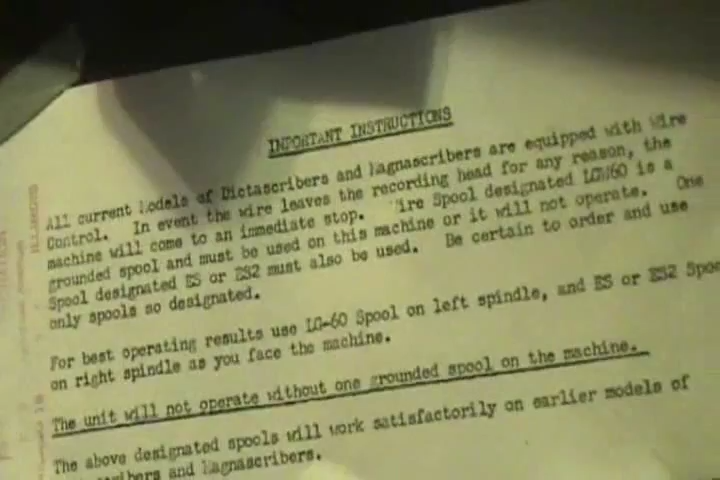 IMPORTANT INSTRUCTIONS
All current Models of Dictascribers and Magnascribers are equipped with Wire
Control. In event the wire leaves the recording head for any reason, the
machine will come to an immediate stop. Wire Spool designated LGW60 is a
grounded spool and must be used on this machine or it will not operate. One
Spool designated ES or ES2 must also be used. Be certain to order and use
only spools so designated.
For best operating results use LG-60 Spool on left spindle, and ES or ES2 Spoo
on right spindle as you face the machine.
The unit will not operate without one grounded spool on the machine.
The above designated spools will work satisfactorily on earlier models of
and Magnascribers.
ILLINOIS